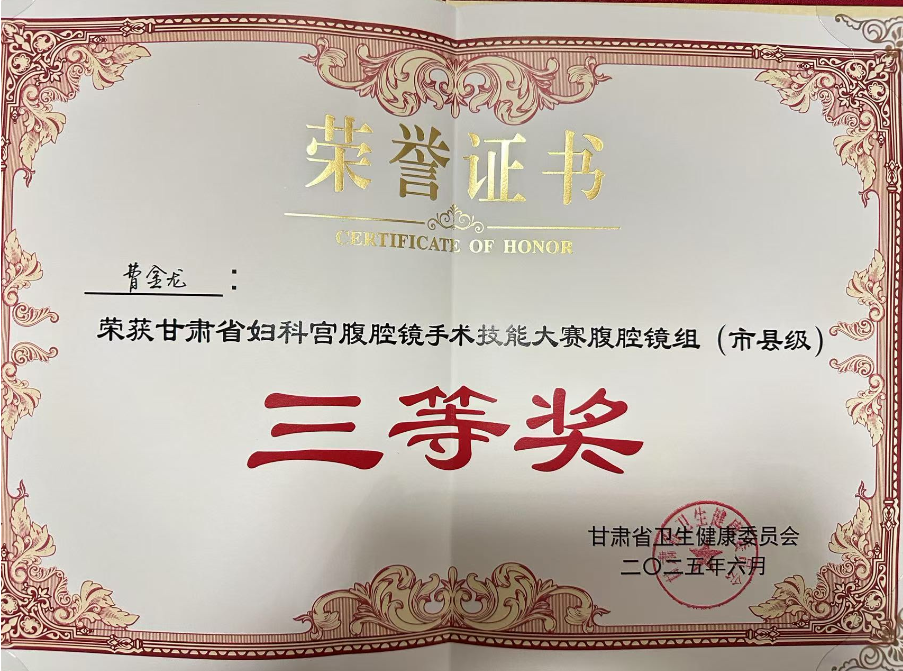 荣誉证书
CERTIFICATE OF HONOR
曹金龙：
荣获甘肃省妇科宫腹腔镜手术技能大赛腹腔镜组（市县级）
三等奖
甘肃省卫生健康委员会
二〇二五年六月